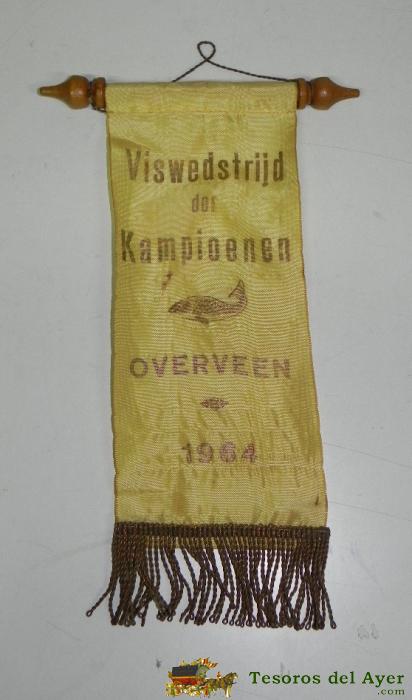 Viswedstrijd
der
Kampioenen
OVERVEEN
1964
Tesoros del Ayer
.com